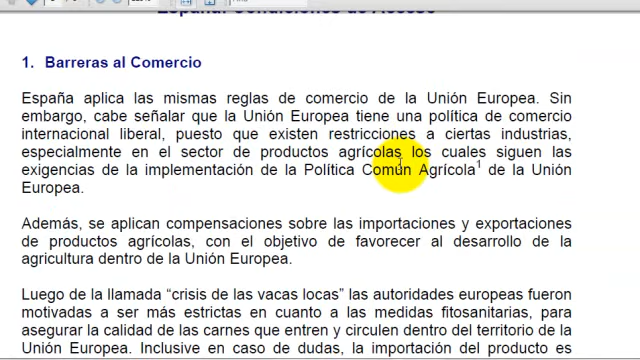 España: Condiciones de Acceso
1. Barreras al Comercio
España aplica las mismas reglas de comercio de la Unión Europea. Sin
embargo, cabe señalar que la Unión Europea tiene una política de comercio
internacional liberal, puesto que existen restricciones a ciertas industrias,
especialmente en el sector de productos agrícolas los cuales siguen las
exigencias de la implementación de la Política Común Agrícola¹ de la Unión
Europea.
Además, se aplican compensaciones sobre las importaciones y exportaciones
de productos agrícolas, con el objetivo de favorecer al desarrollo de la
agricultura dentro de la Unión Europea.
Luego de la llamada “crisis de las vacas locas” las autoridades europeas fueron
motivadas a ser más estrictas en cuanto a las medidas fitosanitarias, para
asegurar la calidad de las carnes que entren y circulen dentro del territorio de la
Unión Europea. Inclusive en caso de dudas, la importación del producto es